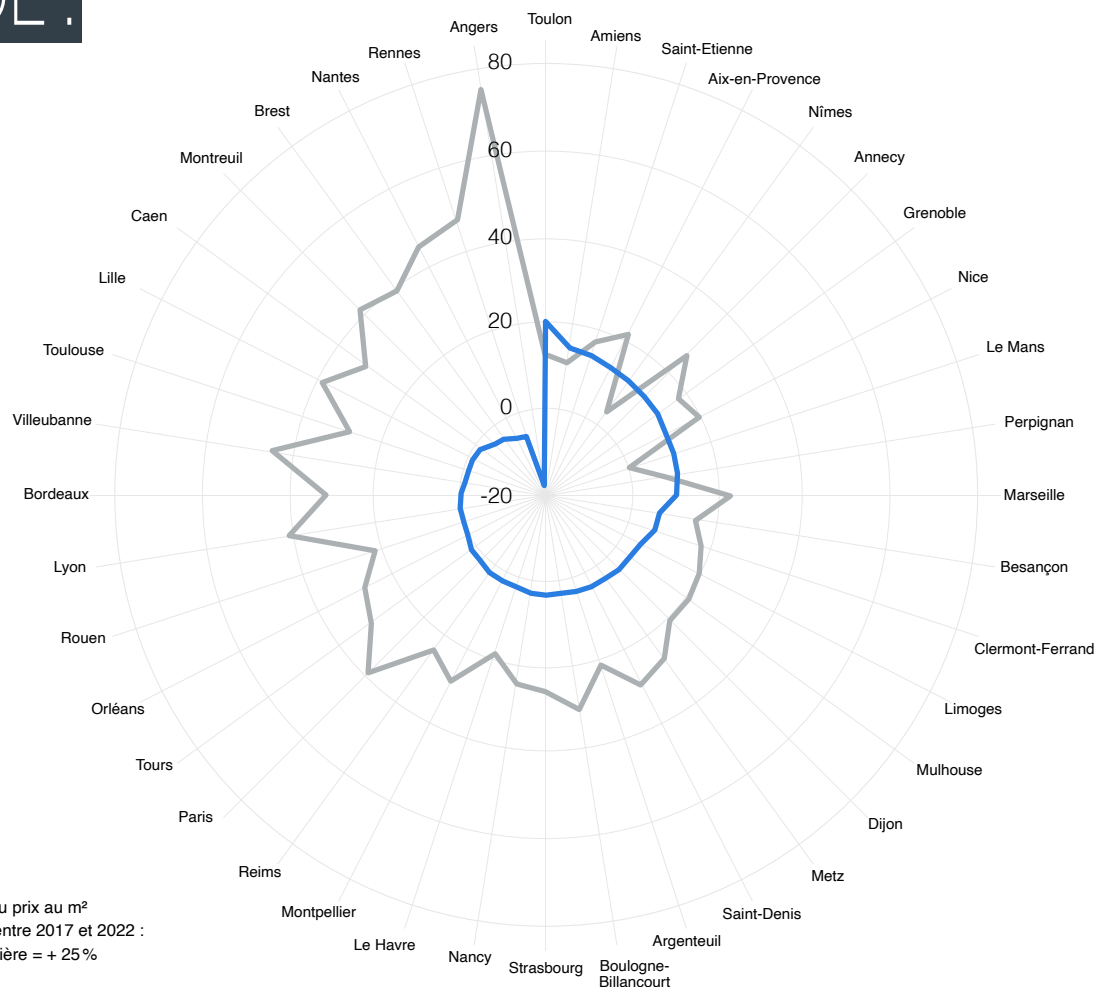 Toulon
Amiens
Saint-Etienne
Aix-en-Provence
Nîmes
Annecy
Grenoble
Nice
Le Mans
Perpignan
Marseille
Besançon
Clermont-Ferrand
Limoges
Mulhouse
Dijon
Metz
Saint-Denis
Argenteuil
Boulogne-
Billancourt
Strasbourg
Nancy
Le Havre
Montpellier
Reims
Paris
Tours
Orléans
Rouen
Lyon
Bordeaux
Villeubanne
Toulouse
Lille
Caen
Montreuil
Brest
Nantes
Rennes
Angers
80
60
40
20
0
-20
prix au m²
entre 2017 et 2022 :
= + 25 %